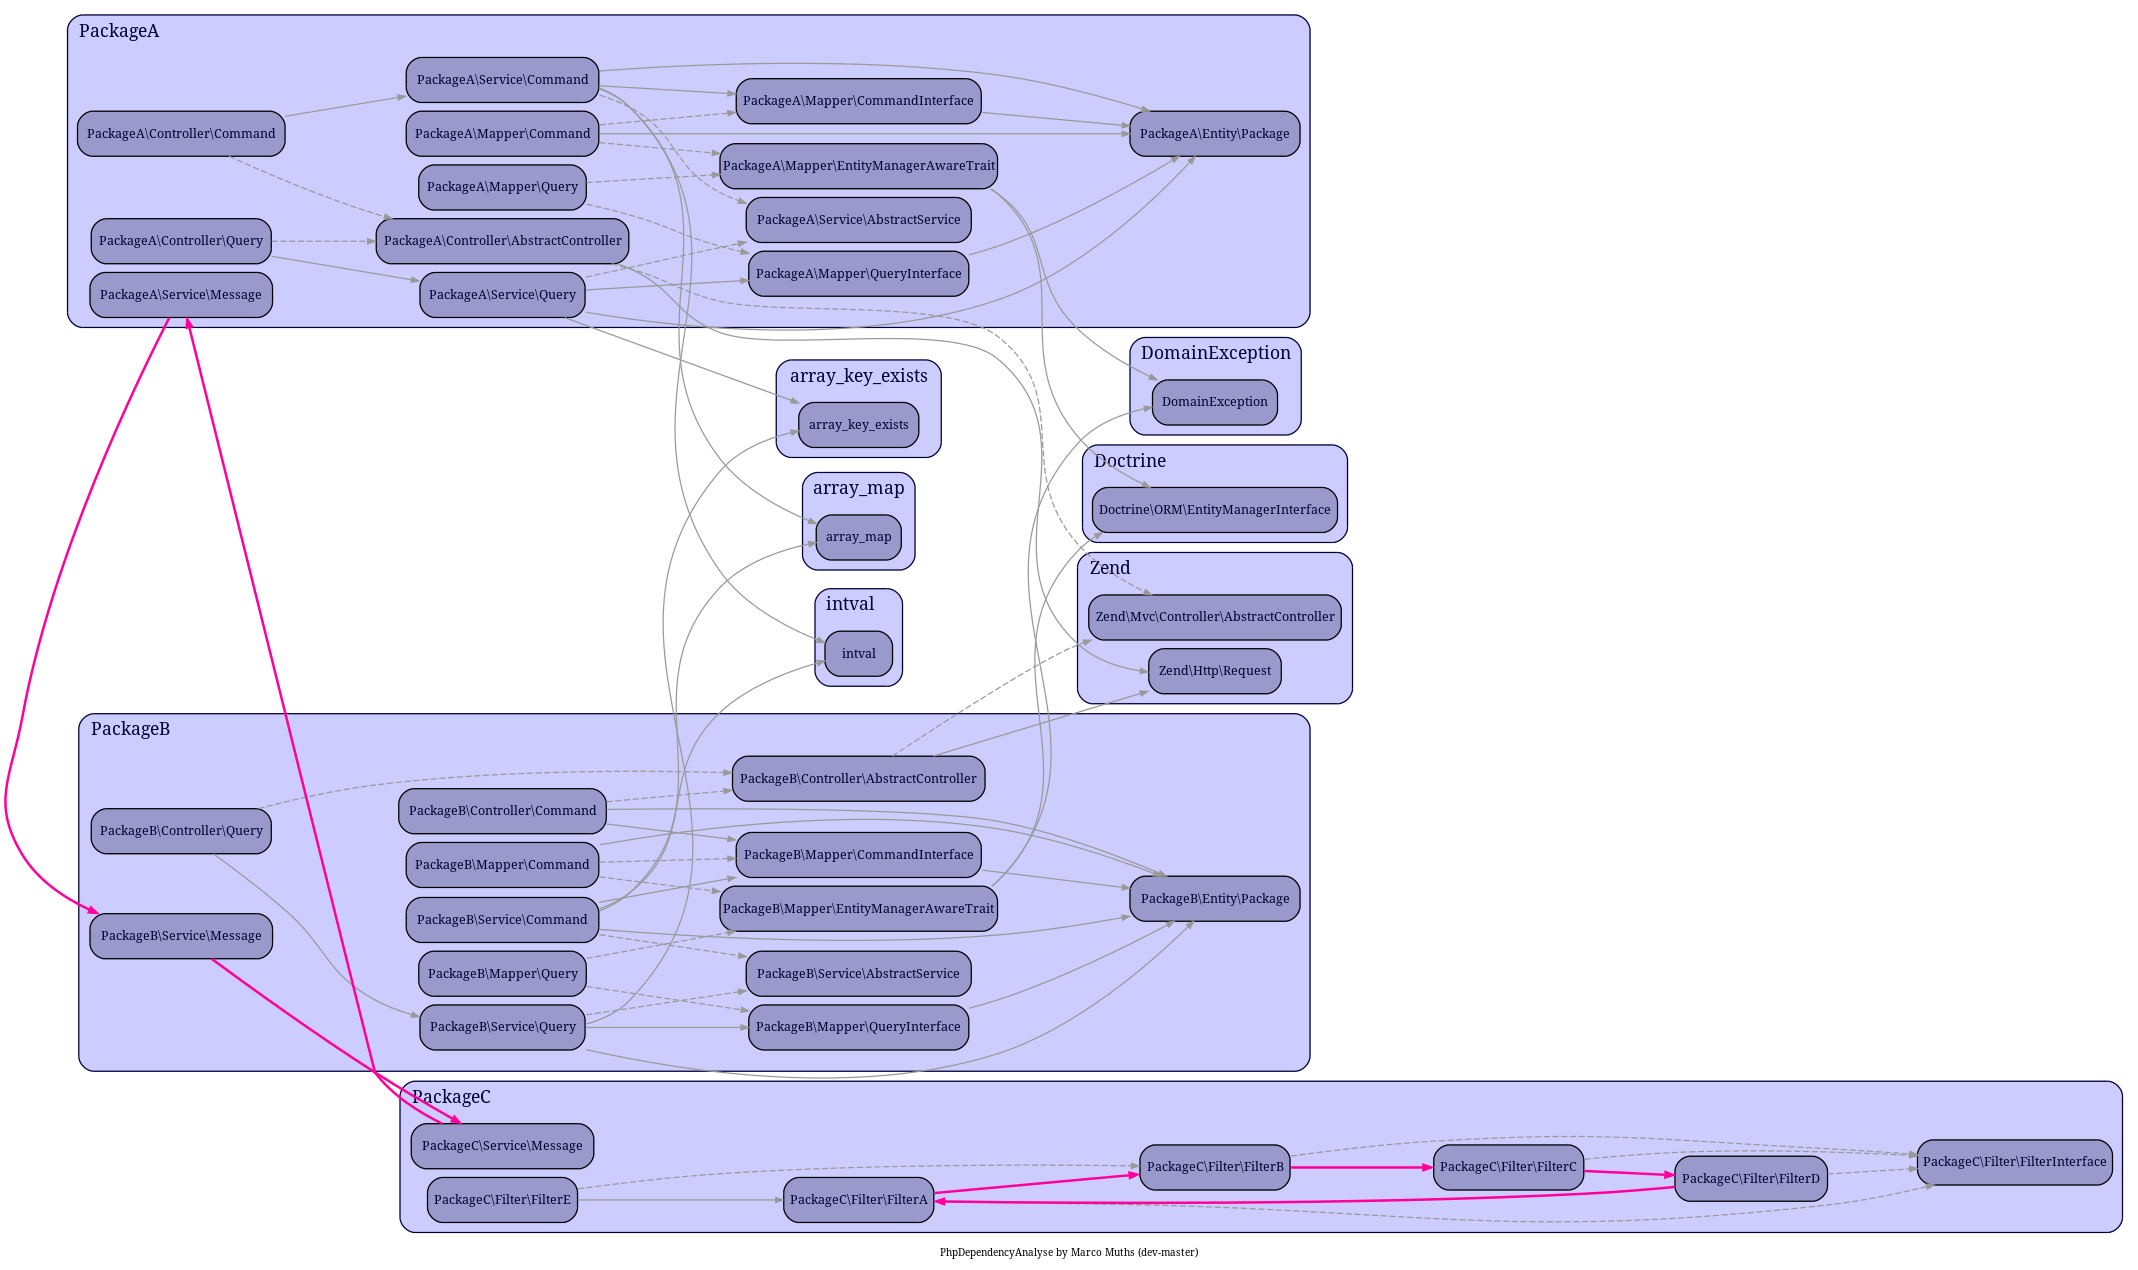 PackageA
PackageA\Service\Command
PackageA\Mapper\CommandInterface
PackageA\Controller\Command
PackageA\Mapper\Command
PackageA\Entity\Package
PackageA\Mapper\EntityManagerAwareTrait
PackageA\Mapper\Query
PackageA\Service\AbstractService
PackageA\Controller\Query
PackageA\Controller\AbstractController
PackageA\Mapper\QueryInterface
PackageA\Service\Message
PackageA\Service\Query
DomainException
DomainException
array_key_exists
array_key_exists
Doctrine
Doctrine\ORM\EntityManagerInterface
array_map
array_map
Zend
Zend\Mvc\Controller\AbstractController
Zend\Http\Request
intval
intval
PackageB
PackageB\Controller\AbstractController
PackageB\Controller\Command
PackageB\Controller\Query
PackageB\Mapper\CommandInterface
PackageB\Mapper\Command
PackageB\Entity\Package
PackageB\Mapper\EntityManagerAwareTrait
PackageB\Service\Command
PackageB\Service\Message
PackageB\Mapper\Query
PackageB\Service\AbstractService
PackageB\Service\Query
PackageB\Mapper\QueryInterface
PackageC
PackageC\Service\Message
PackageC\Filter\FilterB
PackageC\Filter\FilterC
PackageC\Filter\FilterInterface
PackageC\Filter\FilterD
PackageC\Filter\FilterE
PackageC\Filter\FilterA
PhpDependencyAnalyse by Marco Muths (dev-master)